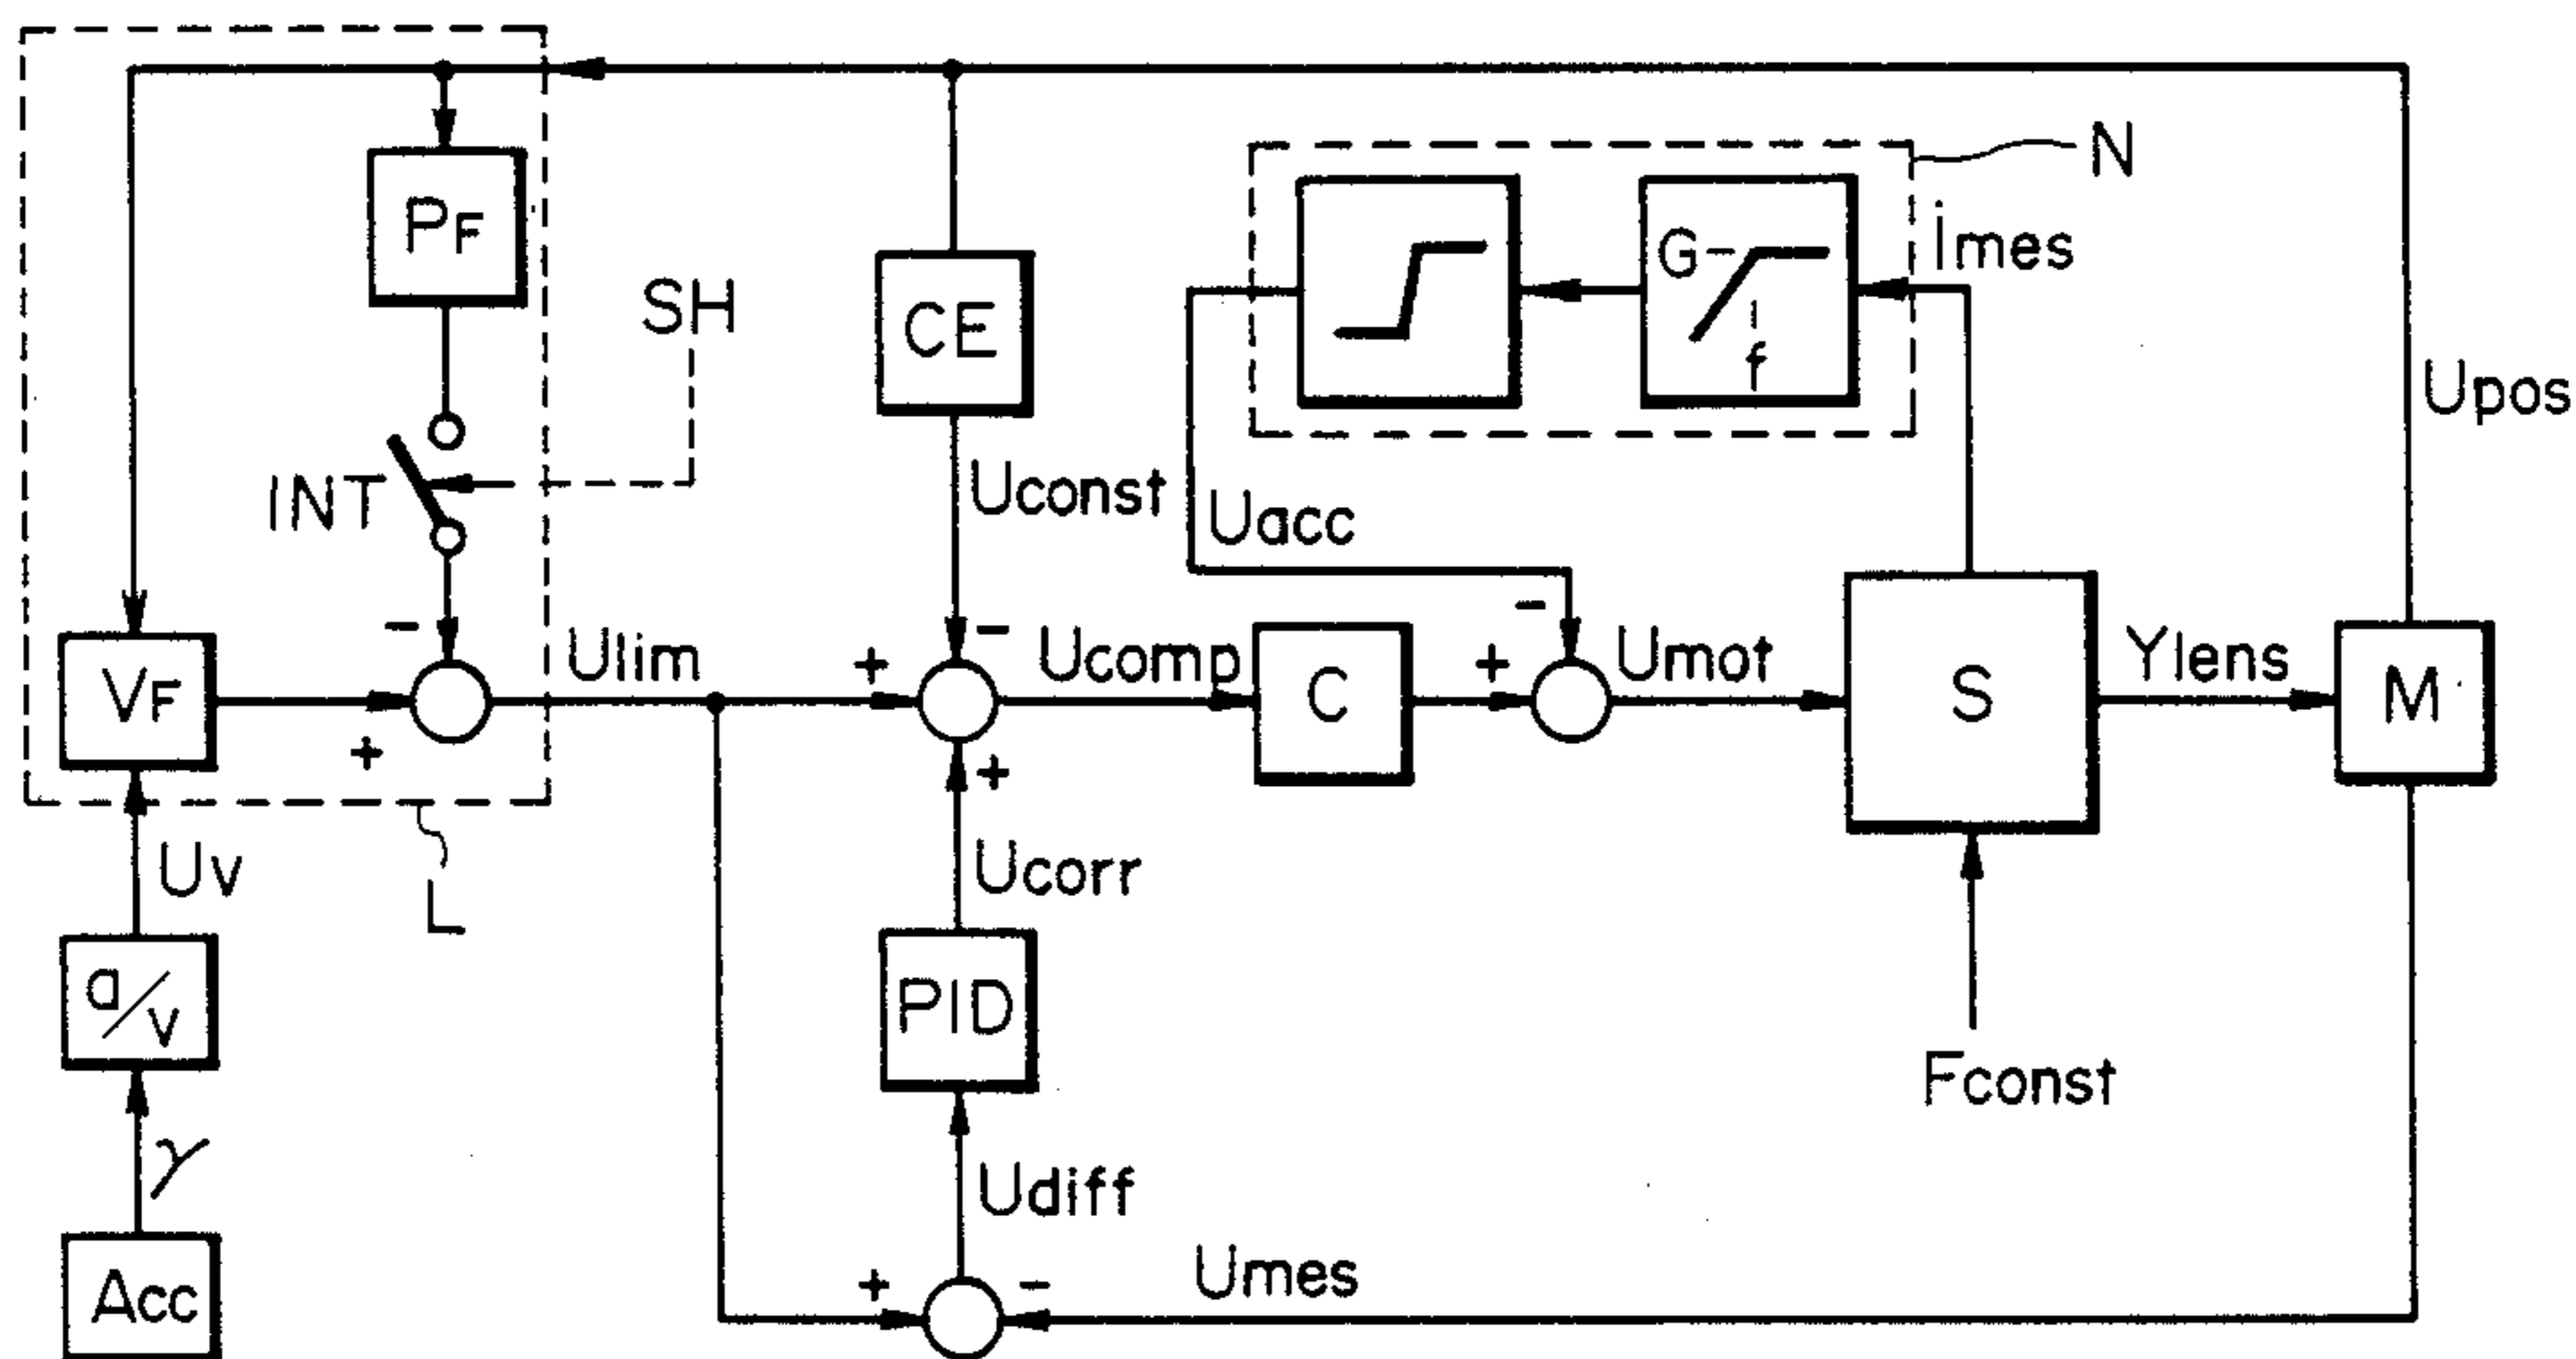 N
PF
G
f
imes
SH
CE
Upos
INT
Uconst
Uacc
- - -
VF
Ulim
+
Ucomp
C
+
Umot
S
Ylens
M
+
+
Uv
L
Ucorr
a/v
PID
Fconst
γ
Udiff
Acc
+
-
Umes